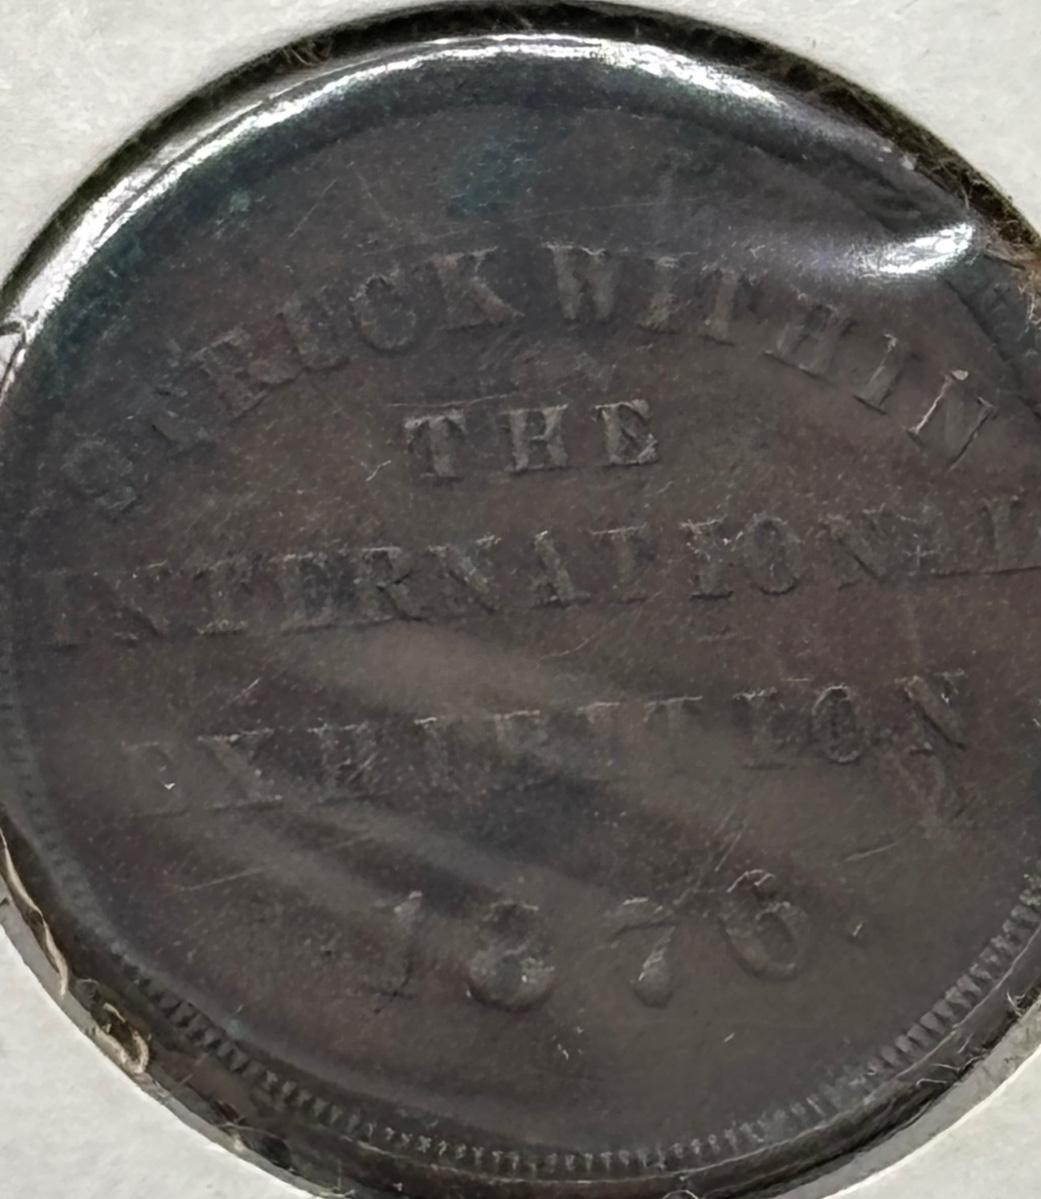 STRUCK WITHIN
THE
INTERNATIONAL
EXHIBITION
1876.